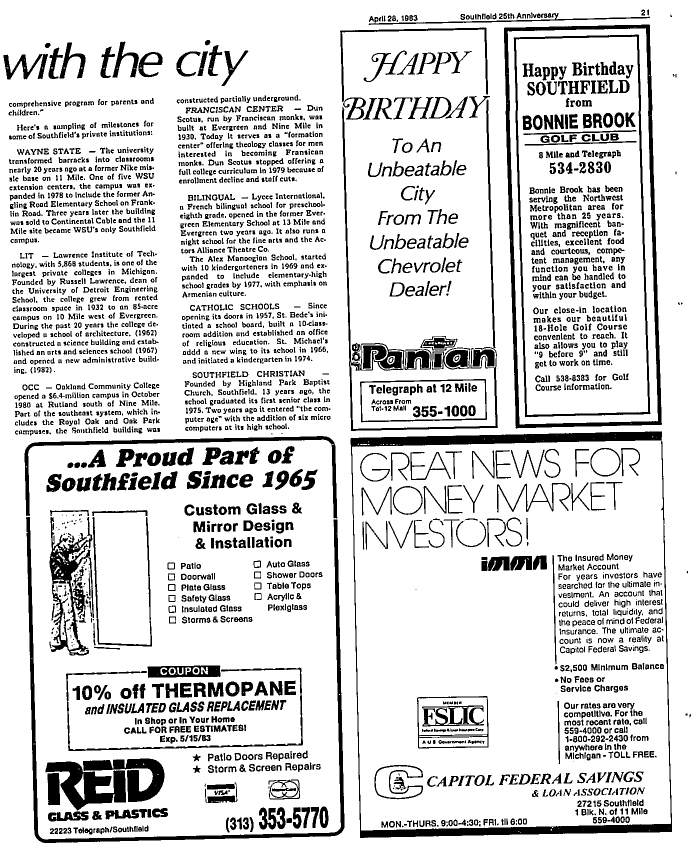 April 28, 1983
Southfield 25th Anniversary
21
with the city
comprehensive program for parents and
children."
Here's a sampling of milestones for
some of Southfield's private institutions:
WAYNE STATE — The university
transformed barracks into classrooms
nearly 20 years ago at a former Nike mis-
sle base on 11 Mile. One of five WSU
extension centers, the campus was ex-
panded in 1978 to include the former An-
gling Road Elementary School on Frank-
lin Road. Three years later the building
was sold to Continental Cable and the 11
Mile site became WSU's only Southfield
campus.
LIT — Lawrence Institute of Tech-
nology, with 5,868 students, is one of the
largest private colleges in Michigan.
Founded by Russell Lawrence, dean of
the University of Detroit Engineering
School, the college grew from rented
classroom space in 1932 to an 85-acre
campus on 10 Mile west of Evergreen.
During the past 20 years the college de-
veloped a school of architecture, (1962)
constructed a science building and estab-
lished an arts and sciences school (1967)
and opened a new administrative build-
ing, (1982).
OCC — Oakland Community College
opened a $6.4-million campus in October
1980 at Rutland south of Nine Mile.
Part of the southeast system, which in-
cludes the Royal Oak and Oak Park
campuses, the Southfield building was
constructed partially underground.
FRANCISCAN CENTER — Dun
Scotus, run by Franciscan monks, was
built at Evergreen and Nine Mile in
1930. Today it serves as a "formation
center" offering theology classes for men
interested in becoming Fransican
monks. Dun Scotus stopped offering a
full college curriculum in 1979 because of
enrollment decline and staff cuts.
BILINGUAL — Lycee International,
a French bilingual school for preschool-
eighth grade, opened in the former Ever-
green Elementary School at 13 Mile and
Evergreen two years ago. It also runs a
night school for the fine arts and the Ac-
tors Alliance Theatre Co.
The Alex Manoogian School, started
with 10 kindergarteners in 1969 and ex-
panded to include elementary-high
school grades by 1977, with emphasis on
Armenian culture.
CATHOLIC SCHOOLS — Since
opening its doors in 1957, St. Bede's ini-
tiated a school board, built a 10-class-
room addition and established an office
of religious education. St. Michael's
addd a new wing to its school in 1966,
and initiated a kindergarten in 1974.
SOUTHFIELD CHRISTIAN —
Founded by Highland Park Baptist
Church, Southfield, 13 years ago, the
school graduated its first senior class in
1975. Two years ago it entered "the com-
puter age" with the addition of six micro
computers at its high school.
HAPPY
BIRTHDAY
To An
Unbeatable
City
From The
Unbeatable
Chevrolet
Dealer!
Joe
Panian
Telegraph at 12 Mile
Across From
Tel-12 Mall
355-1000
Happy Birthday
SOUTHFIELD
from
BONNIE BROOK
GOLF CLUB
8 Mile and Telegraph
534-2830
Bonnie Brook has been
serving the Northwest
Metropolitan area for
more than 25 years.
With magnificent ban-
quet and reception fa-
cilities, excellent food
and courteous, compe-
tent management, any
function you have in
mind can be handled to
your satisfaction and
within your budget.
Our close-in location
makes our beautiful
18-Hole Golf Course
convenient to reach. It
also allows you to play
"9 before 9" and still
get to work on time.
Call 538-8383 for Golf
Course information.
...A Proud Part of
Southfield Since 1965
Custom Glass &
Mirror Design
& Installation
Patio
Doorwall
Plate Glass
Safety Glass
Insulated Glass
Storms & Screens
Auto Glass
Shower Doors
Table Tops
Acrylic &
Plexiglass
COUPON
10% off THERMOPANE
and INSULATED GLASS REPLACEMENT
In Shop or In Your Home
CALL FOR FREE ESTIMATES!
Exp. 5/15/83
REID
GLASS & PLASTICS
22223 Telegraph/Southfield
★ Patio Doors Repaired
★ Storm & Screen Repairs
VISA
MasterCard
(313) 353-5770
GREAT NEWS FOR
MONEY MARKET
INVESTORS!
imma
The Insured Money
Market Account
For years investors have
searched for the ultimate in-
vestment. An account that
could deliver high interest
returns, total liquidity, and
the peace of mind of Federal
Insurance. The ultimate ac-
count is now a reality at
Capitol Federal Savings.
• $2,500 Minimum Balance
• No Fees or
Service Charges
Our rates are very
competitive. For the
most recent rate, call
559-4000 or call
1-800-292-2430 from
anywhere in the
Michigan - TOLL FREE.
MEMBER
FSLIC
Federal Savings & Loan Insurance Corp.
A U S Government Agency
CAPITOL FEDERAL SAVINGS
& LOAN ASSOCIATION
27215 Southfield
1 Blk. N. of 11 Mile
559-4000
MON.-THURS. 9:00-4:30; FRI. til 6:00